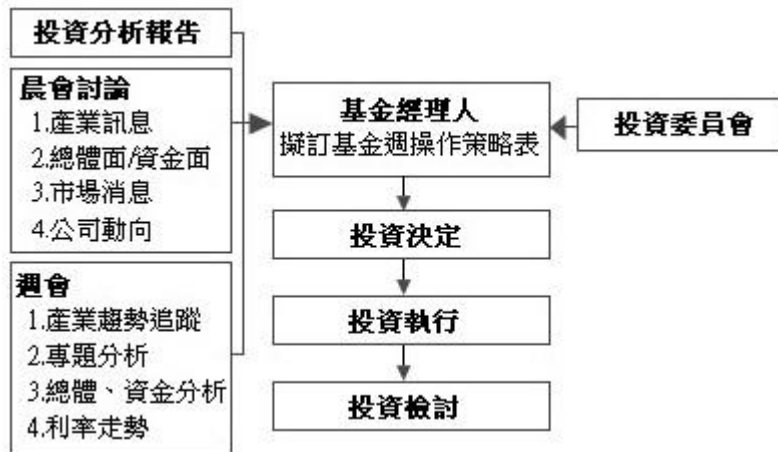 投資分析報告
晨會討論
1.產業訊息
2.總體面/資金面
3.市場消息
4.公司動向
週會
1.產業趨勢追蹤
2.專題分析
3.總體、資金分析
4.利率走勢
基金經理人
擬訂基金週操作策略表
投資委員會
投資決定
投資執行
投資檢討